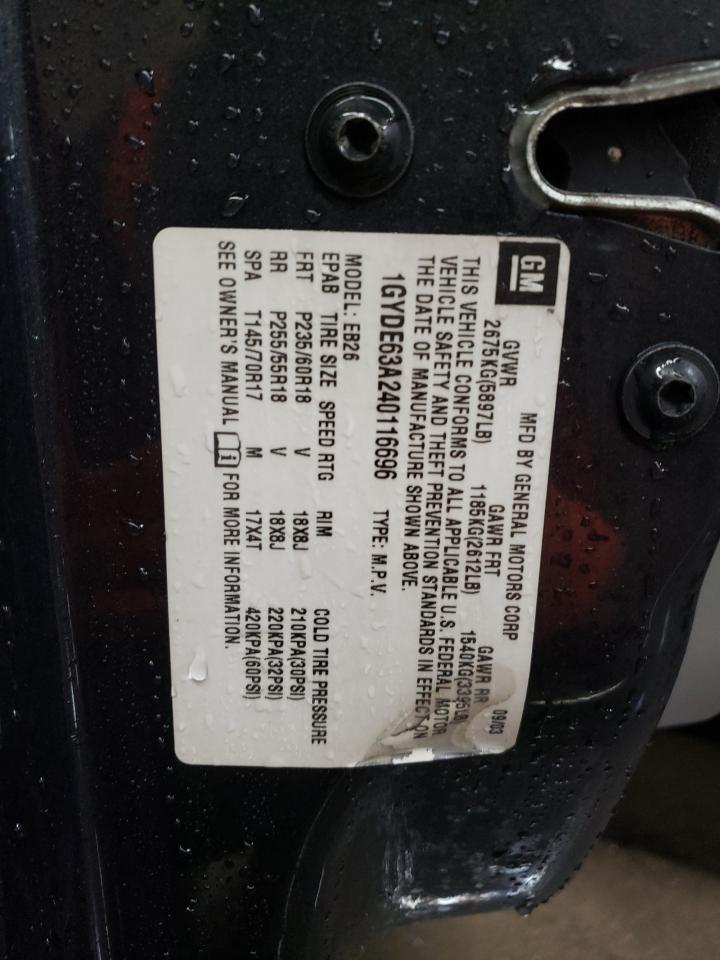 GM
MFD BY GENERAL MOTORS CORP 09/03
GVWR GAWR FRT GAWR RR
2675KG(5897LB) 1185KG(2612LB) 1540KG(3395LB)
THIS VEHICLE CONFORMS TO ALL APPLICABLE U.S. FEDERAL MOTOR
VEHICLE SAFETY AND THEFT PREVENTION STANDARDS IN EFFECT ON
THE DATE OF MANUFACTURE SHOWN ABOVE.
1GYDE63A240116696 TYPE: M.P.V.
MODEL: EB26
EPAB TIRE SIZE SPEED RTG RIM COLD TIRE PRESSURE
FRT P235/60R18 V 18X8J 210KPA(30PSI)
RR P255/55R18 V 18X8J 220KPA(32PSI)
SPA T145/70R17 M 17X4T 420KPA(60PSI)
SEE OWNER'S MANUAL i FOR MORE INFORMATION.